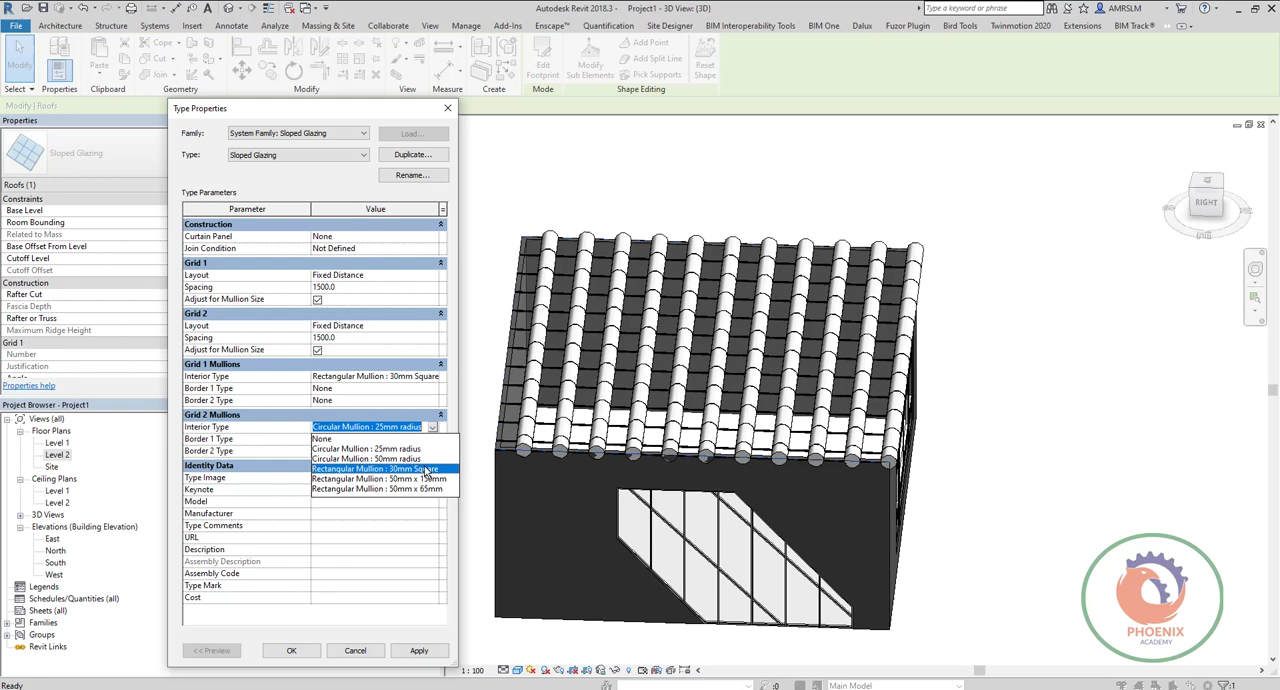 Autodesk Revit 2018.3 -    Project1 - 3D View: {3D}
Type a keyword or phrase
AMRSLM
File Architecture Structure Systems Insert Annotate Analyze Massing & Site Collaborate View Manage Add-Ins Enscape™ Quantification Site Designer BIM Interoperability Tools BIM One Dalux Fuzor Plugin Bird Tools Twinmotion 2020 Extensions BIM Track®
Modify
Properties
Paste
Cope
Cut
Join
Edit
Footprint
Modify
Sub Elements
Add Point
Add Split Line
Pick Supports
Reset
Shape
Select Properties Clipboard Geometry Modify View Measure Create Mode Shape Editing
Modify | Roofs
Properties
Sloped Glazing
Roofs (1)
Constraints
Base Level
Room Bounding
Related to Mass
Base Offset From Level
Cutoff Level
Cutoff Offset
Construction
Rafter Cut
Fascia Depth
Rafter or Truss
Maximum Ridge Height
Grid 1
Number
Justification
Properties help
Project Browser - Project1
Views (all)
Floor Plans
Level 1
Level 2
Site
Ceiling Plans
Level 1
Level 2
3D Views
Elevations (Building Elevation)
East
North
South
West
Legends
Schedules/Quantities (all)
Sheets (all)
Families
Groups
Revit Links
Ready
Type Properties
Family: System Family: Sloped Glazing Load...
Type: Sloped Glazing Duplicate...
Rename...
Type Parameters
Parameter Value =
Construction
Curtain Panel None
Join Condition Not Defined
Grid 1
Layout Fixed Distance
Spacing 1500.0
Adjust for Mullion Size
Grid 2
Layout Fixed Distance
Spacing 1500.0
Adjust for Mullion Size
Grid 1 Mullions
Interior Type Rectangular Mullion : 30mm Square
Border 1 Type None
Border 2 Type None
Grid 2 Mullions
Interior Type Circular Mullion : 25mm radius
Border 1 Type None
Border 2 Type Circular Mullion : 25mm radius
Circular Mullion : 50mm radius
Identity Data Rectangular Mullion : 30mm Square
Type Image Rectangular Mullion : 50mm x 150mm
Keynote Rectangular Mullion : 50mm x 65mm
Model
Manufacturer
Type Comments
URL
Description
Assembly Description
Assembly Code
Type Mark
Cost
<< Preview OK Cancel Apply
RIGHT
PHOENIX
ACADEMY
1 : 100
:0 Main Model :1